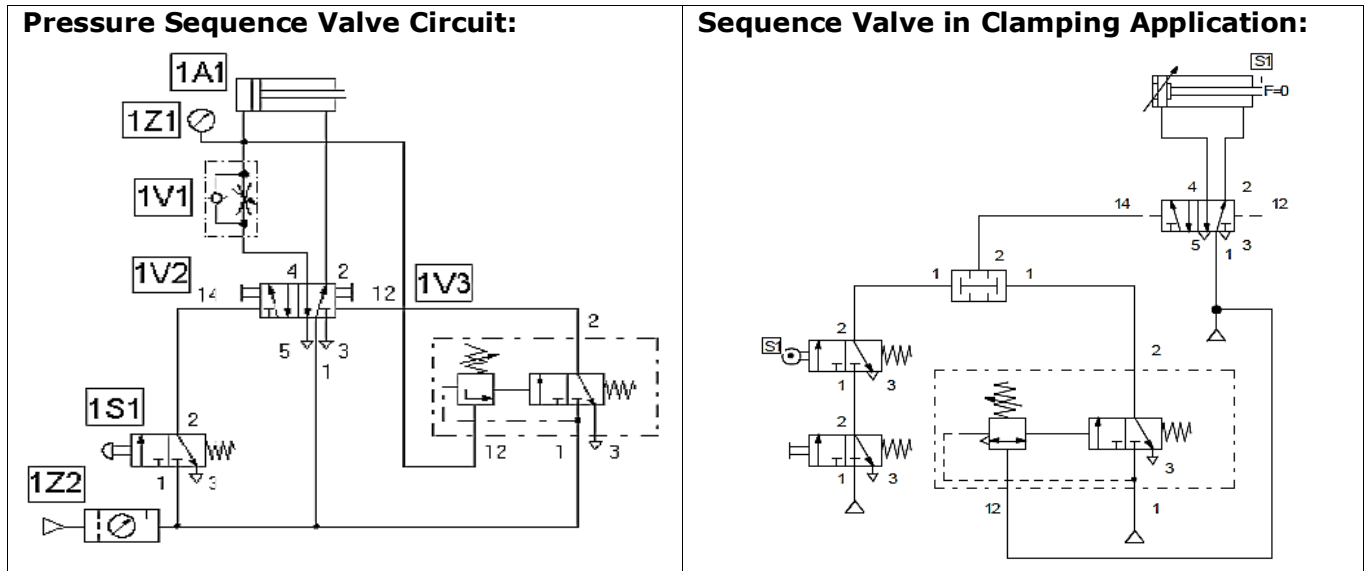 Pressure Sequence Valve Circuit:
1A1
1Z1
1V1
1V2
4 2
1V3
14
12
5 3
1
2
1S1
2
1 3
12 1 3
1Z2
Sequence Valve in Clamping Application:
S1
F=0
4 2
14
12
5 1 3
2
1 1
2
S1
1 3
2
2
1 3
3
12
1